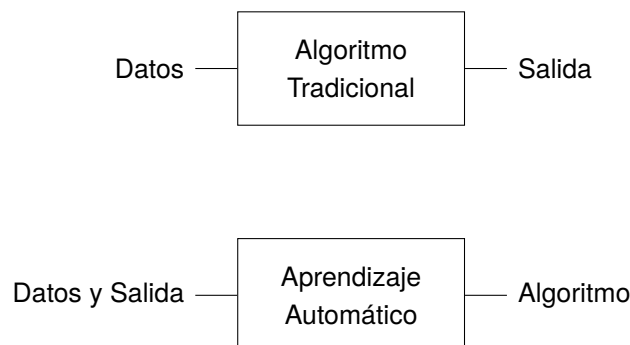 Datos
Algoritmo
Tradicional
Salida
Datos y Salida
Aprendizaje
Automático
Algoritmo